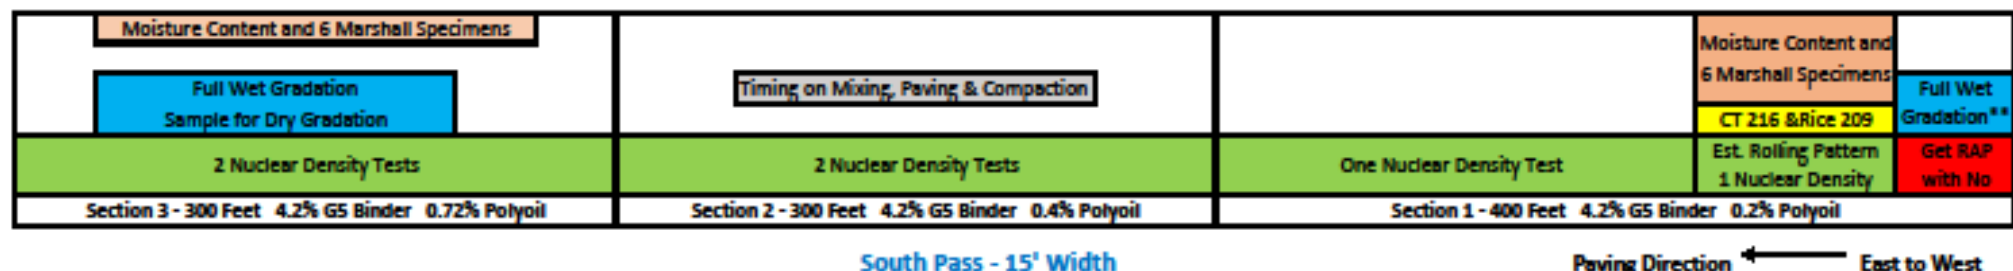 Moisture Content and 6 Marshall Specimens
Full Wet Gradation
Sample for Dry Gradation
2 Nuclear Density Tests
Section 3 - 300 Feet 4.2% G5 Binder 0.72% Polyoil
Timing on Mixing, Paving & Compaction
2 Nuclear Density Tests
Section 2 - 300 Feet 4.2% G5 Binder 0.4% Polyoil
One Nuclear Density Test
Moisture Content and
6 Marshall Specimens
CT 216 &Rice 209
Est. Rolling Pattern
1 Nuclear Density
Full Wet
Gradation**
Get RAP
with No
Section 1 - 400 Feet 4.2% G5 Binder 0.2% Polyoil
South Pass - 15' Width
Paving Direction
East to West